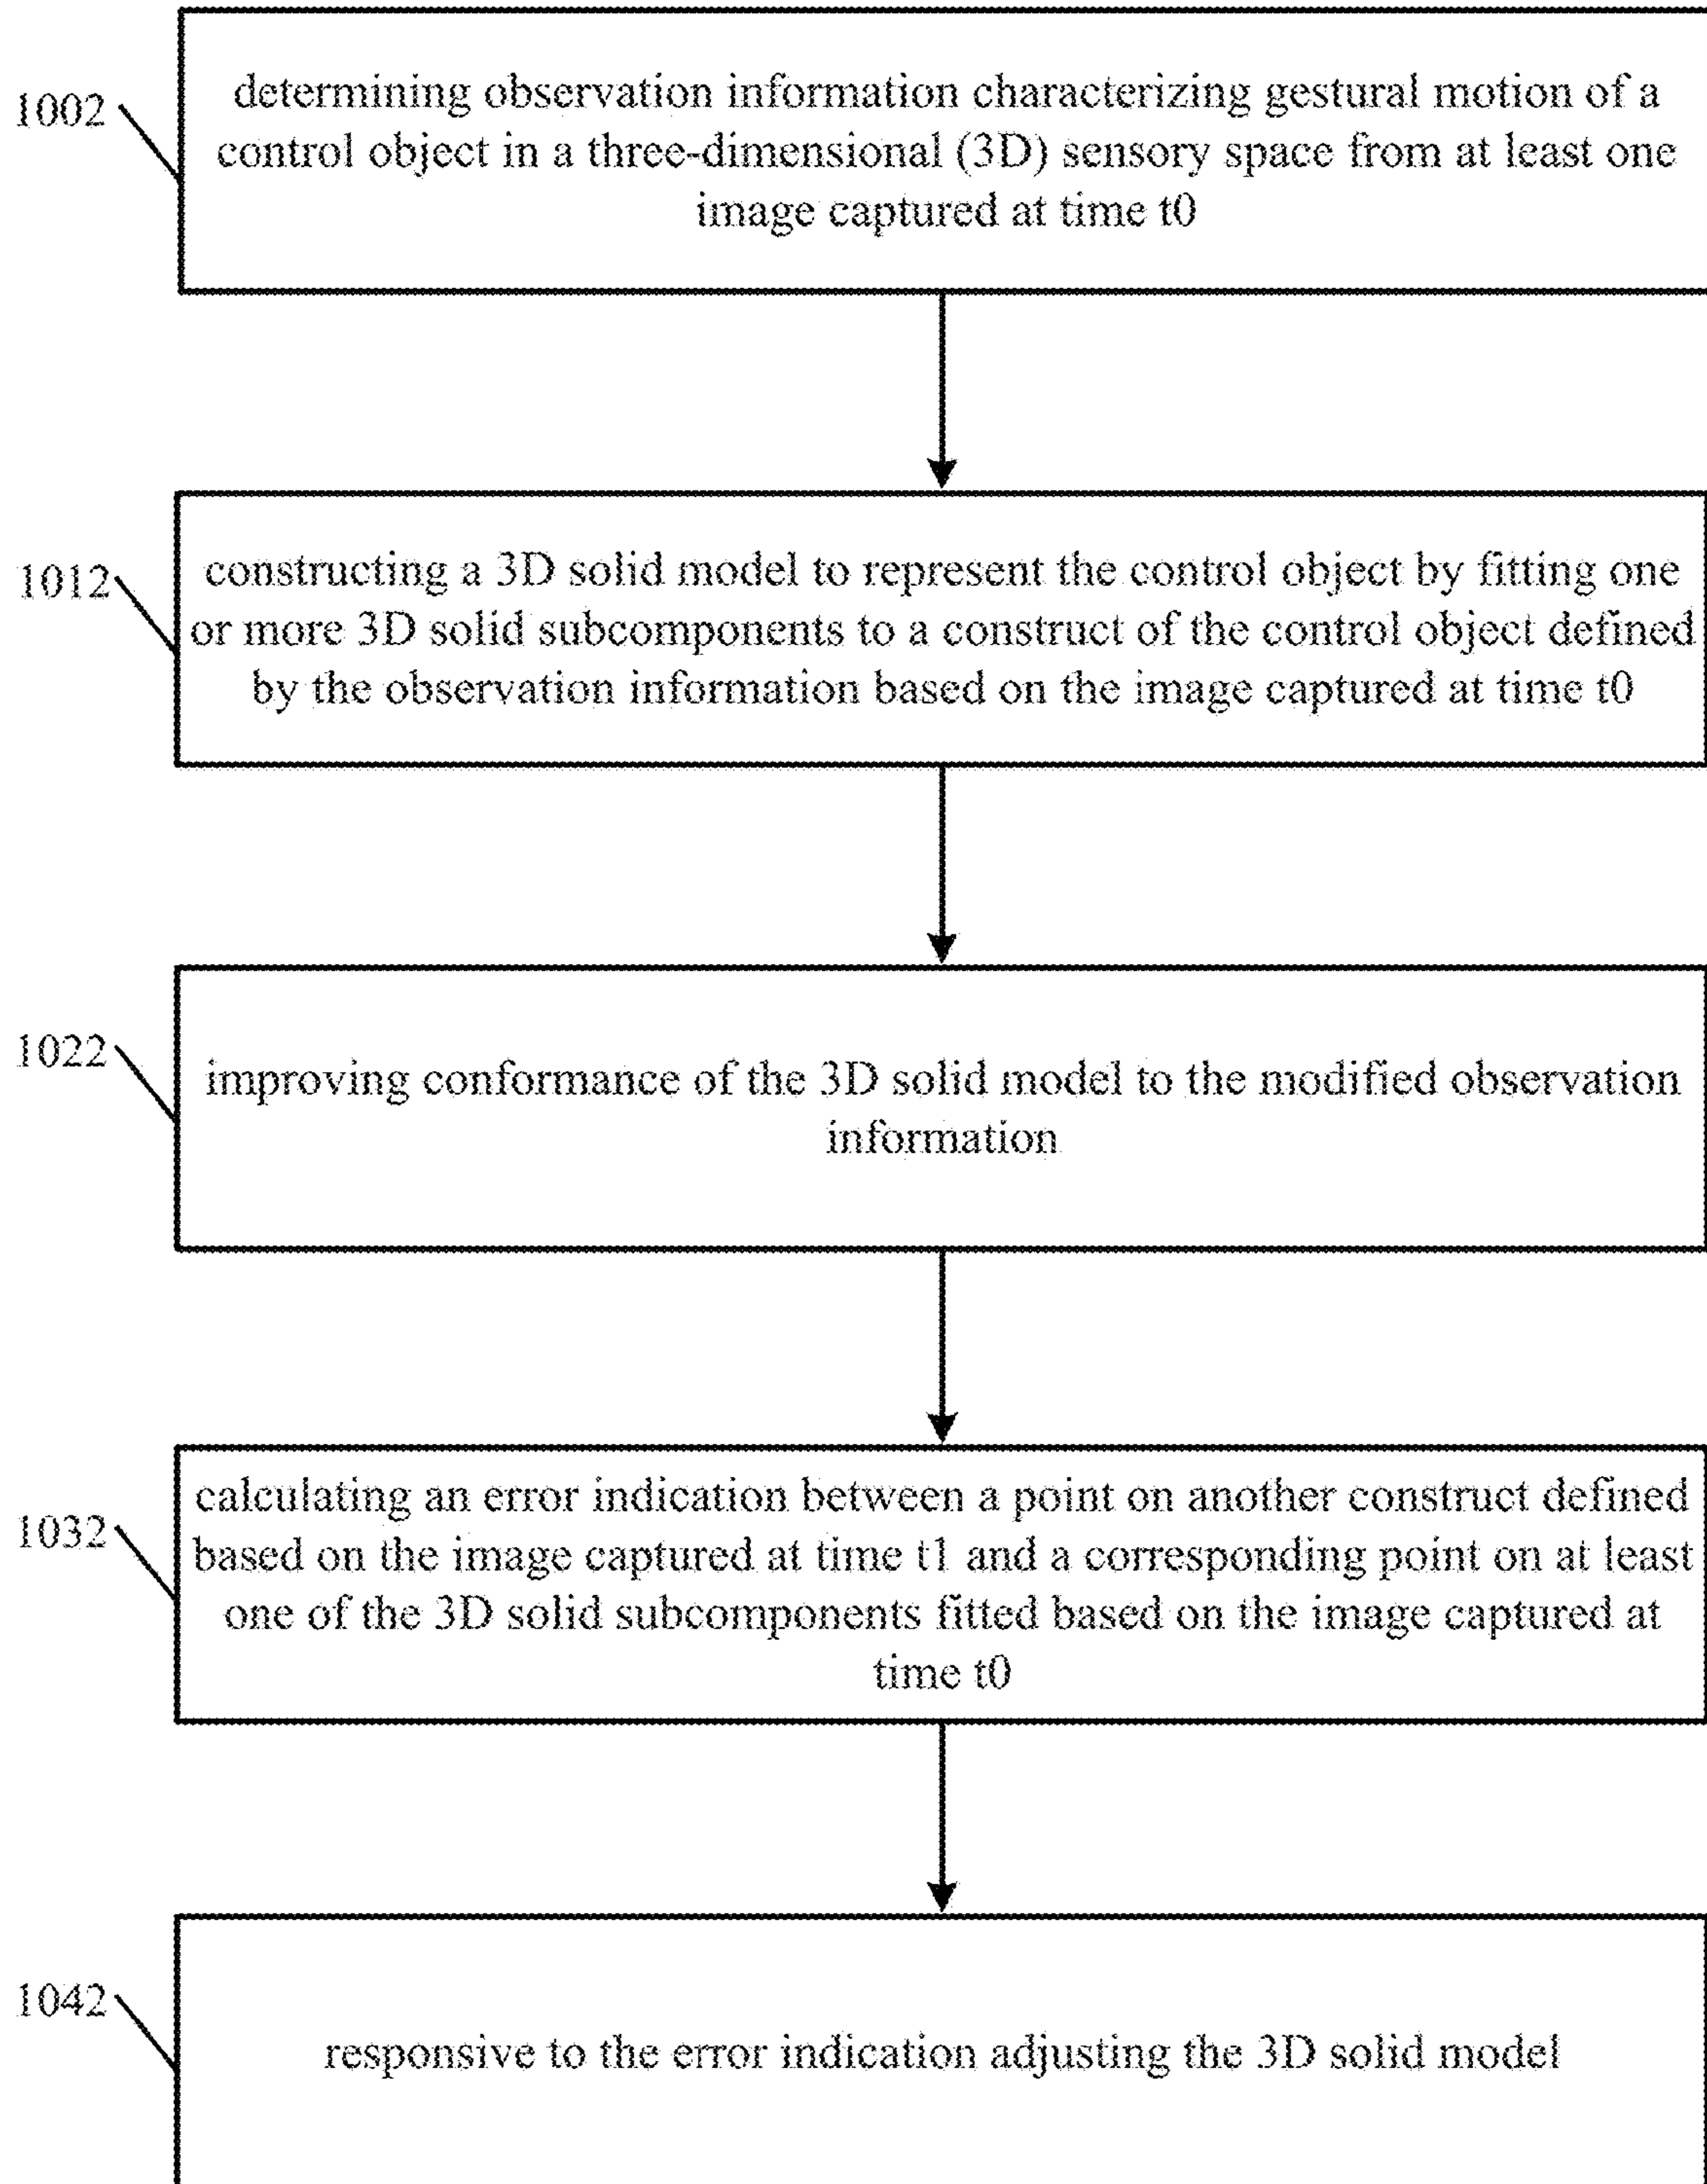 1002
determining observation information characterizing gestural motion of a
control object in a three-dimensional (3D) sensory space from at least one
image captured at time t0
1012
constructing a 3D solid model to represent the control object by fitting one
or more 3D solid subcomponents to a construct of the control object defined
by the observation information based on the image captured at time t0
1022
improving conformance of the 3D solid model to the modified observation
information
1032
calculating an error indication between a point on another construct defined
based on the image captured at time t1 and a corresponding point on at least
one of the 3D solid subcomponents fitted based on the image captured at
time t0
1042
responsive to the error indication adjusting the 3D solid model